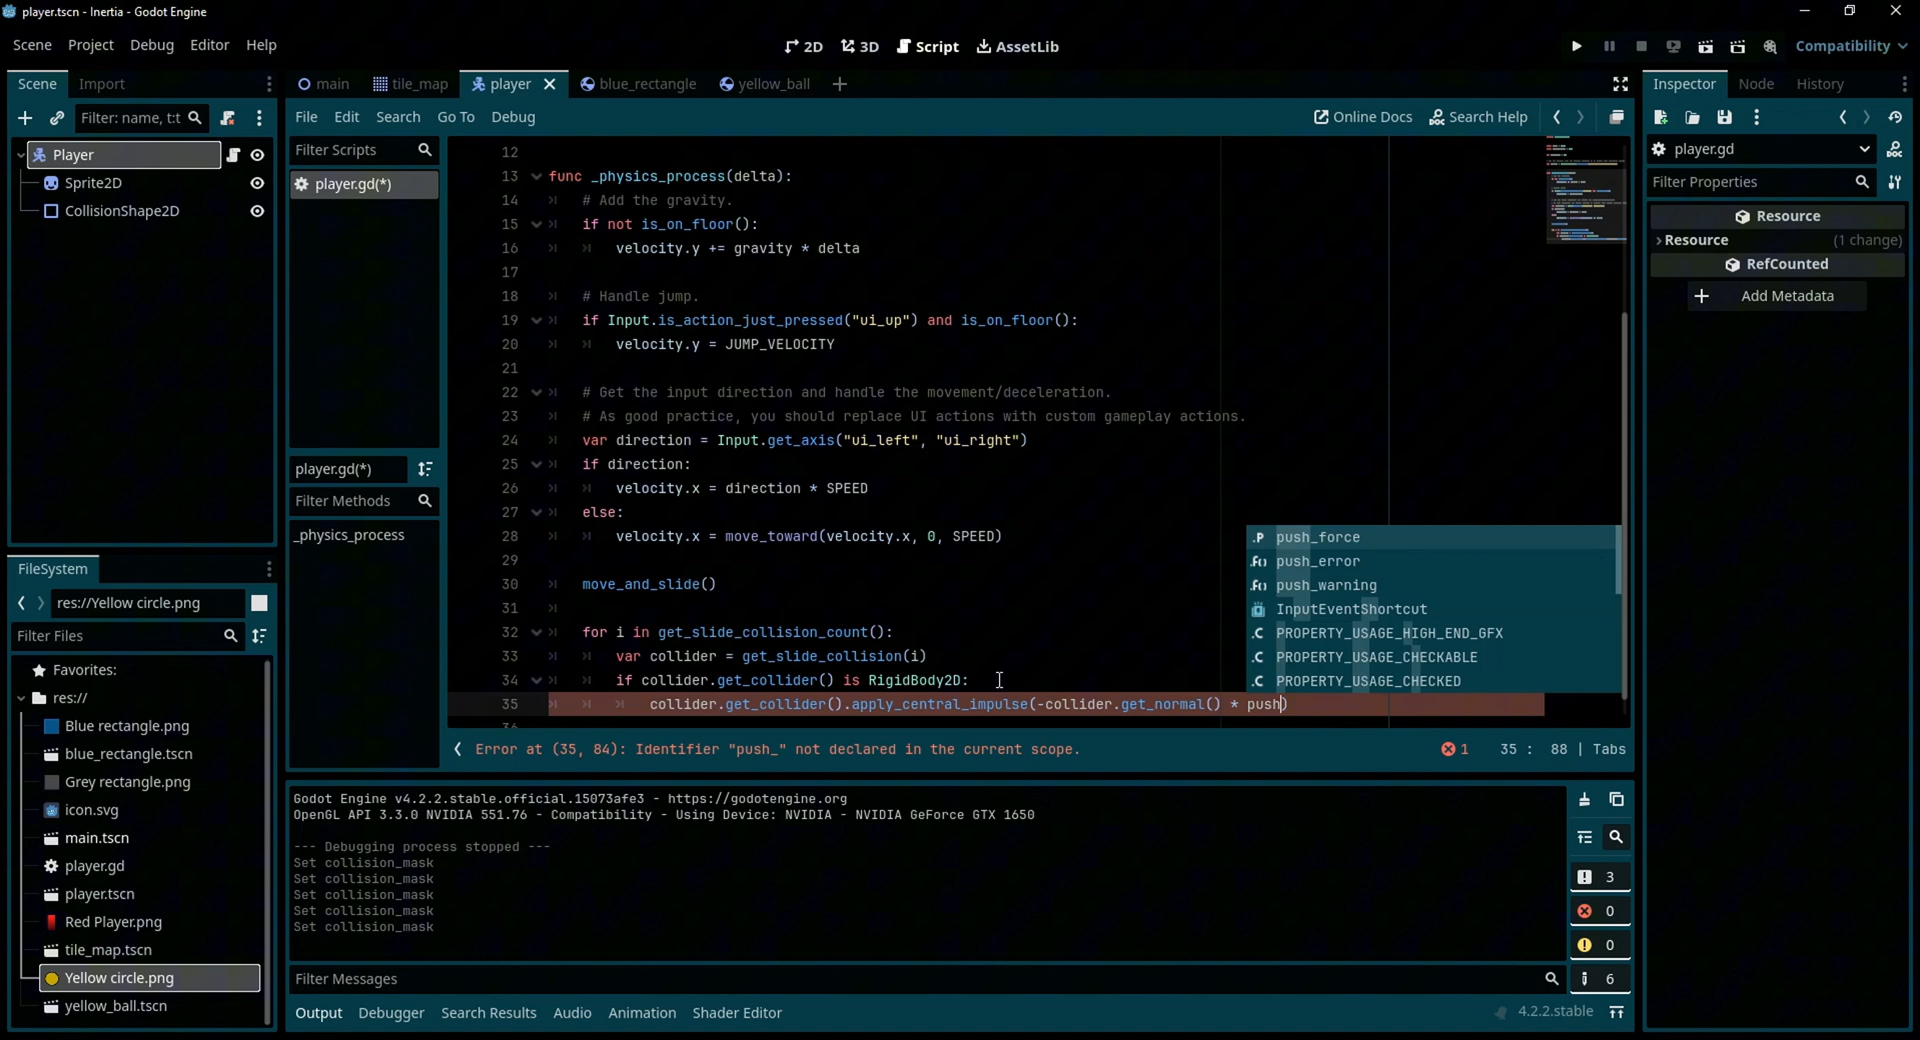 player.tscn - Inertia - Godot Engine
Scene Project Debug Editor Help
2D 3D Script AssetLib
Compatibility
Scene Import
main tile_map player blue_rectangle yellow_ball
Inspector Node History
Filter: name, t:t
File Edit Search Go To Debug
Online Docs Search Help
Player
Sprite2D
CollisionShape2D
Filter Scripts
player.gd(*)
player.gd(*)
Filter Methods
_physics_process
12
13 func _physics_process(delta):
14 # Add the gravity.
15 if not is_on_floor():
16 velocity.y += gravity * delta
17
18 # Handle jump.
19 if Input.is_action_just_pressed("ui_up") and is_on_floor():
20 velocity.y = JUMP_VELOCITY
21
22 # Get the input direction and handle the movement/deceleration.
23 # As good practice, you should replace UI actions with custom gameplay actions.
24 var direction = Input.get_axis("ui_left", "ui_right")
25 if direction:
26 velocity.x = direction * SPEED
27 else:
28 velocity.x = move_toward(velocity.x, 0, SPEED)
29
30 move_and_slide()
31
32 for i in get_slide_collision_count():
33 var collider = get_slide_collision(i)
34 if collider.get_collider() is RigidBody2D:
35 collider.get_collider().apply_central_impulse(-collider.get_normal() * push)
.P push_force
.f() push_error
.f() push_warning
InputEventShortcut
.C PROPERTY_USAGE_HIGH_END_GFX
.C PROPERTY_USAGE_CHECKABLE
.C PROPERTY_USAGE_CHECKED
Error at (35, 84): Identifier "push_" not declared in the current scope.
1 35 : 88 | Tabs
player.gd
Filter Properties
Resource
Resource (1 change)
RefCounted
Add Metadata
FileSystem
res://Yellow circle.png
Filter Files
Favorites:
res://
Blue rectangle.png
blue_rectangle.tscn
Grey rectangle.png
icon.svg
main.tscn
player.gd
player.tscn
Red Player.png
tile_map.tscn
Yellow circle.png
yellow_ball.tscn
Godot Engine v4.2.2.stable.official.15073afe3 - https://godotengine.org
OpenGL API 3.3.0 NVIDIA 551.76 - Compatibility - Using Device: NVIDIA - NVIDIA GeForce GTX 1650
--- Debugging process stopped ---
Set collision_mask
Set collision_mask
Set collision_mask
Set collision_mask
Set collision_mask
3
0
0
6
Filter Messages
Output Debugger Search Results Audio Animation Shader Editor
4.2.2.stable